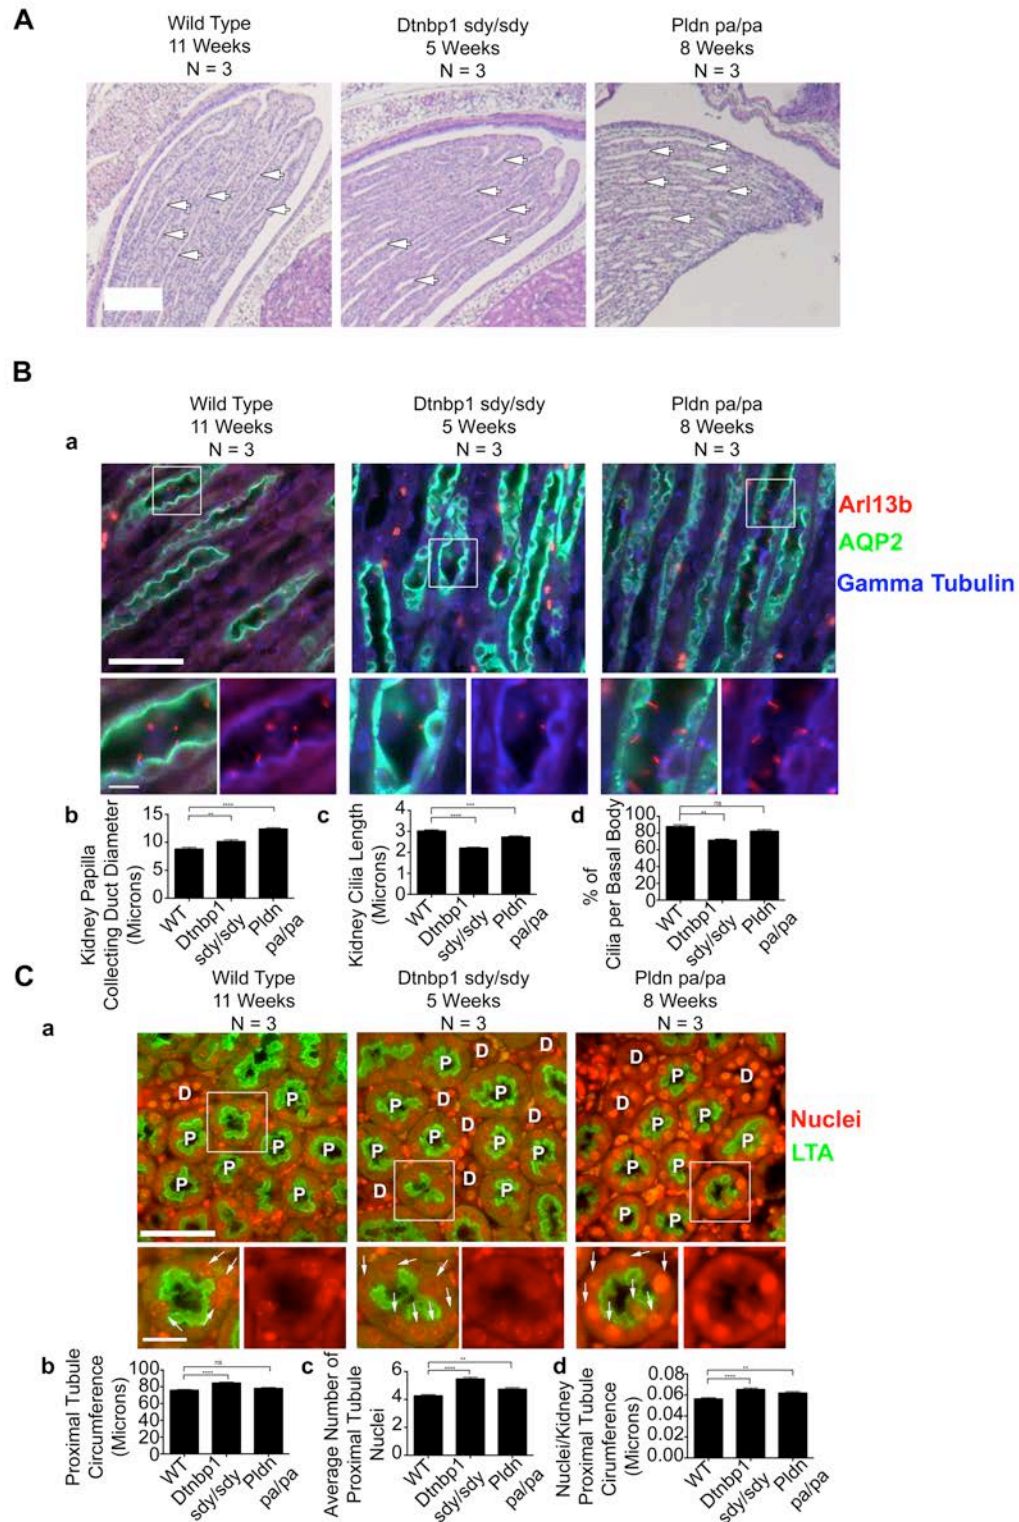 A
Wild Type
11 Weeks
N = 3
Dtnbp1 sdy/sdy
5 Weeks
N = 3
Pldn pa/pa
8 Weeks
N = 3
B
a
Wild Type
11 Weeks
N = 3
Dtnbp1 sdy/sdy
5 Weeks
N = 3
Pldn pa/pa
8 Weeks
N = 3
Arl13b
AQP2
Gamma Tubulin
b
Kidney Papilla
Collecting Duct Diameter
(Microns)
15
10
5
0
**
****
WT
Dtnbp1
sdy/sdy
Pldn
pa/pa
c
Kidney Cilia Length
(Microns)
4
3
2
1
0
****
***
WT
Dtnbp1
sdy/sdy
Pldn
pa/pa
d
% of
Cilia per Basal Body
100
80
60
40
20
0
ns
**
WT
Dtnbp1
sdy/sdy
Pldn
pa/pa
C
a
Wild Type
11 Weeks
N = 3
Dtnbp1 sdy/sdy
5 Weeks
N = 3
Pldn pa/pa
8 Weeks
N = 3
D
P
P
P
P
P
P
P
P
D
D
P
D
P
D
P
D
P
P
P
D
D
D
P
D
P
P
P
P
P
P
Nuclei
LTA
b
Proximal Tubule
Circumference
(Microns)
100
80
60
40
20
0
ns
****
WT
Dtnbp1
sdy/sdy
Pldn
pa/pa
c
Average Number of
Proximal Tubule
Nuclei
6
4
2
0
**
****
WT
Dtnbp1
sdy/sdy
Pldn
pa/pa
d
Nuclei/Kidney
Proximal Tubule
Cirumference
(Microns)
0.08
0.06
0.04
0.02
0.00
**
****
WT
Dtnbp1
sdy/sdy
Pldn
pa/pa